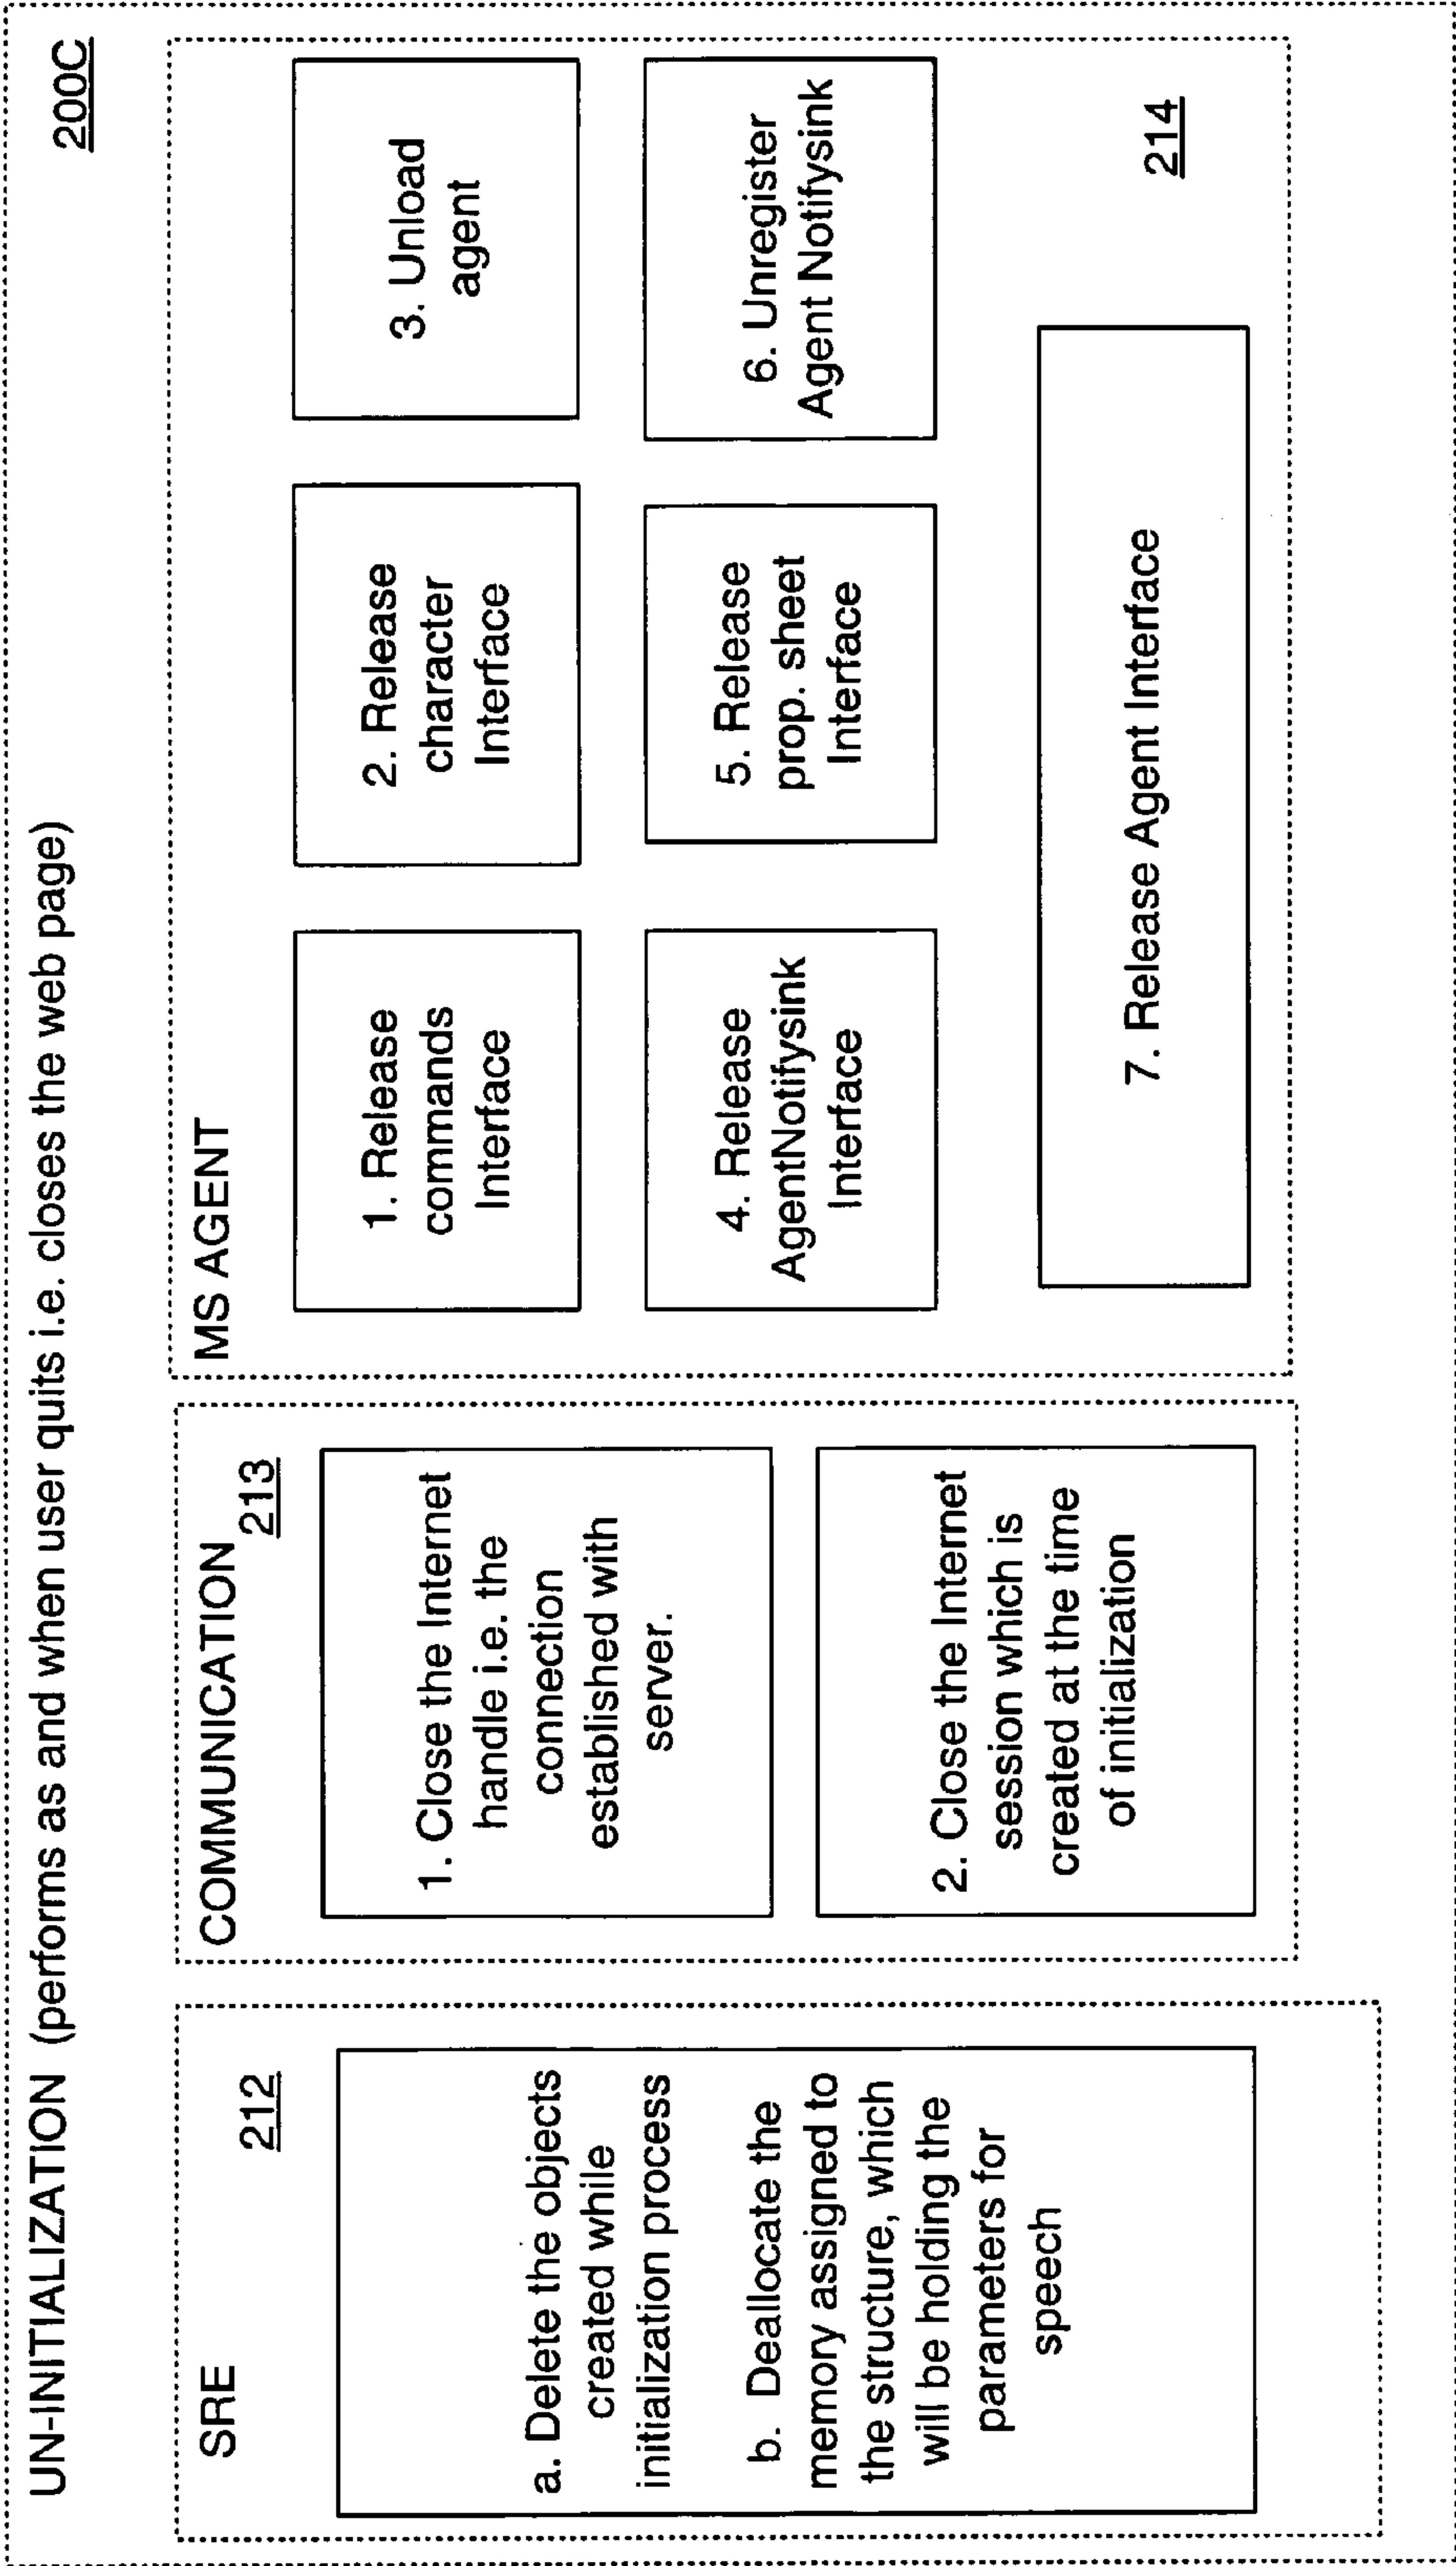 UN-INITIALIZATION (performs as and when user quits i.e. closes the web page)
200C
SRE
212
a. Delete the objects
created while
initialization process
b. Deallocate the
memory assigned to
the structure, which
will be holding the
parameters for
speech
COMMUNICATION
213
1. Close the Internet
handle i.e. the
connection
established with
server.
2. Close the Internet
session which is
created at the time
of initialization
MS AGENT
1. Release
commands
Interface
2. Release
character
Interface
3. Unload
agent
4. Release
AgentNotifysink
Interface
5. Release
prop. sheet
Interface
6. Unregister
Agent Notifysink
7. Release Agent Interface
214